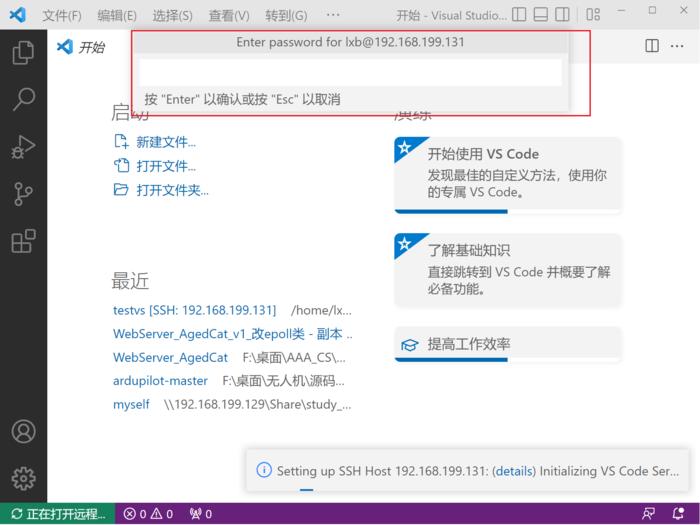 文件(F) 编辑(E) 选择(S) 查看(V) 转到(G) ··· 开始 - Visual Studio...
开始
Enter password for lxb@192.168.199.131
按 "Enter" 以确认或按 "Esc" 以取消
启动
新建文件...
打开文件...
打开文件夹...
最近
testvs [SSH: 192.168.199.131] /home/lx...
WebServer_AgedCat_v1_改epoll类 - 副本 ..
WebServer_AgedCat F:\桌面\AAA_CS\...
ardupilot-master F:\桌面\无人机\源码...
myself \\192.168.199.129\Share\study_...
演练
开始使用 VS Code
发现最佳的自定义方法，使用你
的专属 VS Code。
了解基础知识
直接跳转到 VS Code 并概要了解
必备功能。
提高工作效率
Setting up SSH Host 192.168.199.131: (details) Initializing VS Code Ser...
正在打开远程... 0 0 0